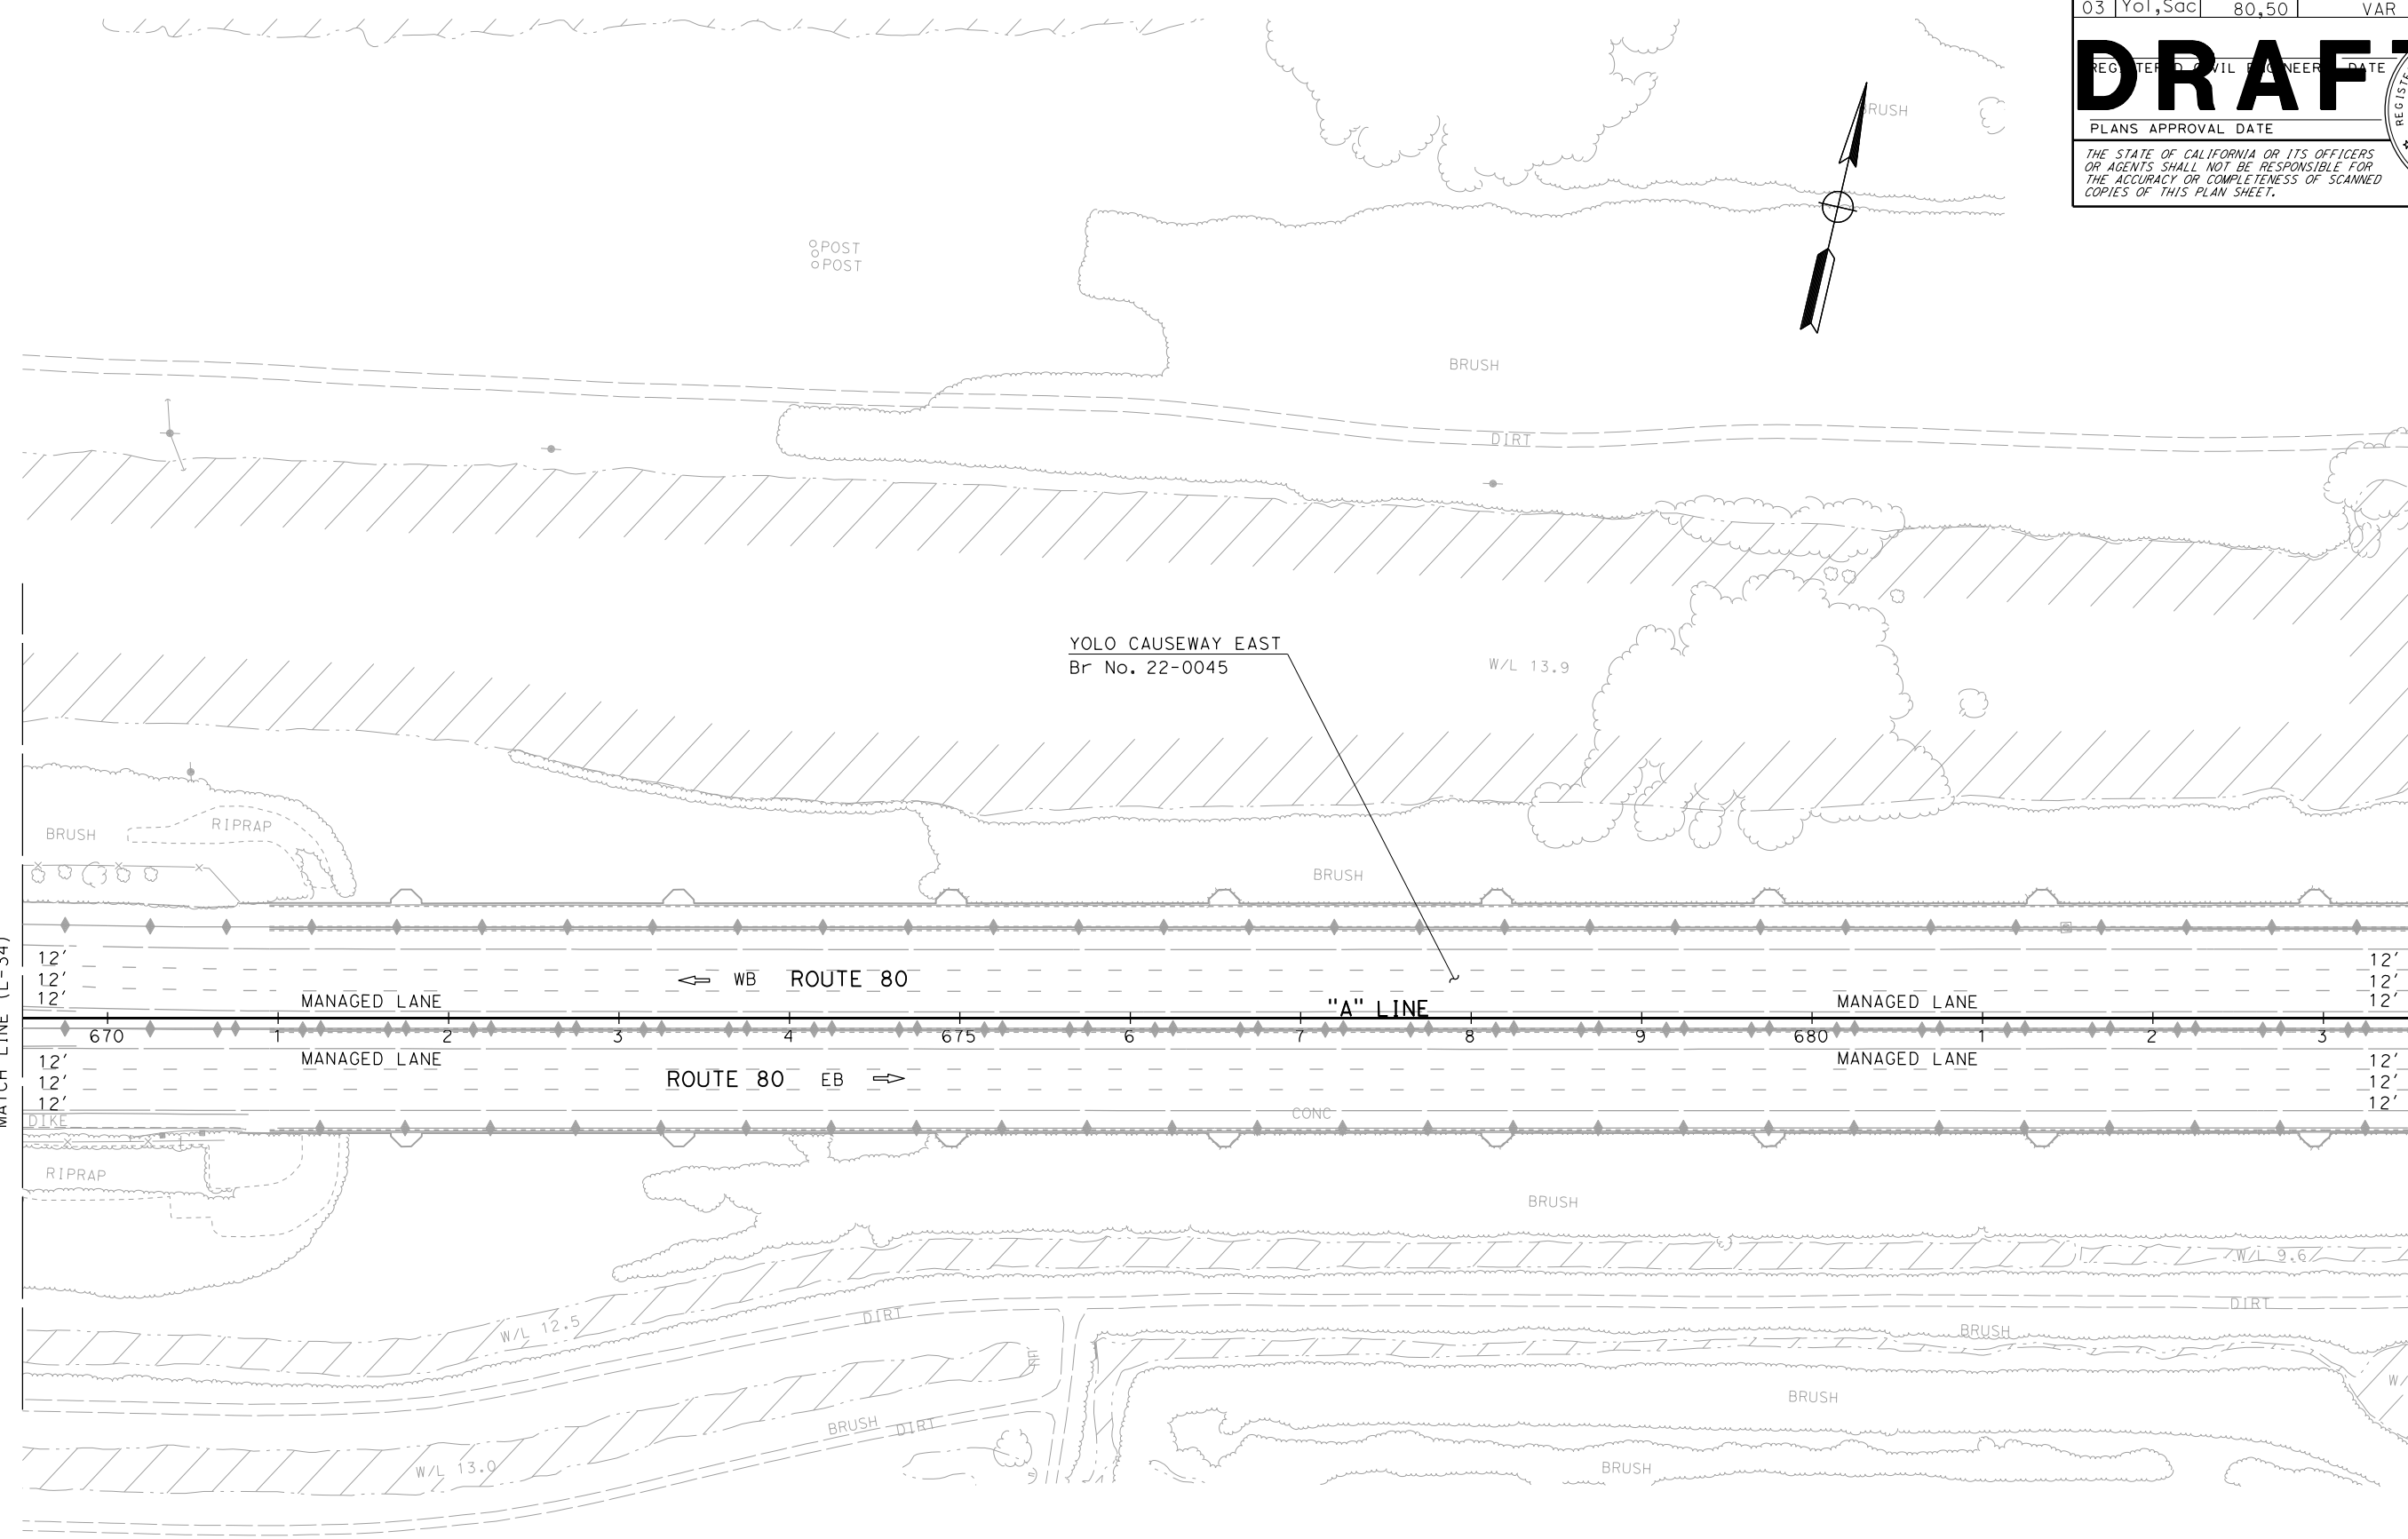 03 Yol,Sac 80,50 VAR
DRAFT
REGISTERED CIVIL ENGINEER DATE
PLANS APPROVAL DATE
THE STATE OF CALIFORNIA OR ITS OFFICERS
OR AGENTS SHALL NOT BE RESPONSIBLE FOR
THE ACCURACY OR COMPLETENESS OF SCANNED
COPIES OF THIS PLAN SHEET.
BRUSH
POST
POST
BRUSH
DIRT
YOLO CAUSEWAY EAST
Br No. 22-0045
W/L 13.9
BRUSH
RIPRAP
BRUSH
MATCH LINE (L-34)
12'
12'
12'
WB ROUTE 80
MANAGED LANE
"A" LINE
MANAGED LANE
12'
12'
12'
670 1 2 3 4 675 6 7 8 9 680 1 2 3
12'
12'
12'
MANAGED LANE
ROUTE 80 EB
MANAGED LANE
12'
12'
12'
CONC
DIKE
RIPRAP
BRUSH
W/L 9.6
DIRT
W/L 12.5
DIRT
BRUSH
BRUSH
BRUSH
DIRT
W/L 13.0
BRUSH